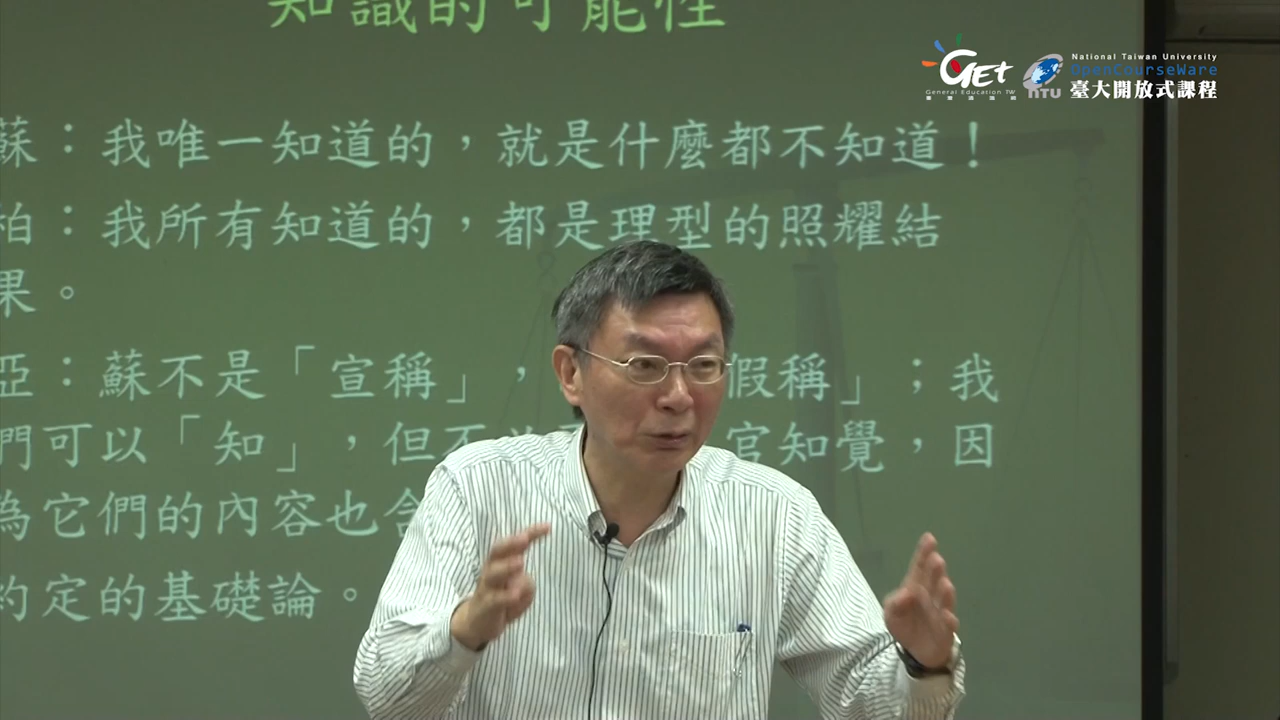 知識的可能性
GET
General Education TW
National Taiwan University
OpenCourseWare
NTU 臺大開放式課程
蘇：我唯一知道的，就是什麼都不知道！
柏：我所有知道的，都是理型的照耀結
果。
亞：蘇不是「宣稱」，假稱」；我
們可以「知」，但不 官知覺，因
為它們的內容也含
約定的基礎論。